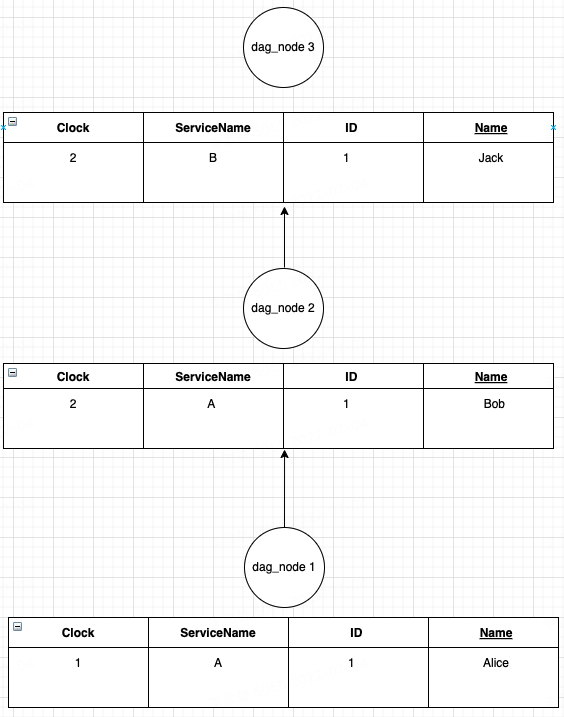 dag_node 3
Clock ServiceName ID Name
2 B 1 Jack
dag_node 2
Clock ServiceName ID Name
2 A 1 Bob
dag_node 1
Clock ServiceName ID Name
1 A 1 Alice